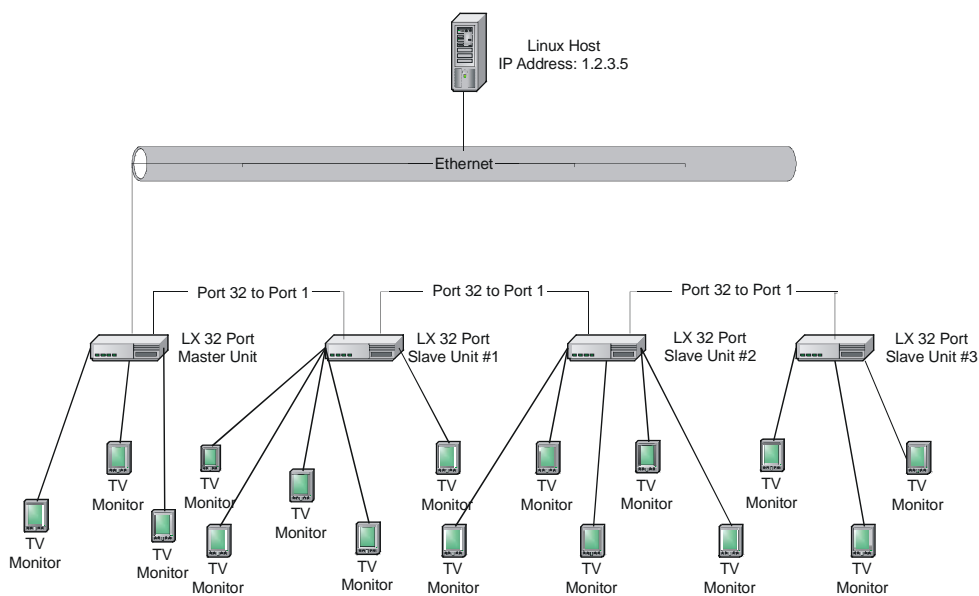 Linux Host
IP Address: 1.2.3.5
Ethernet
Port 32 to Port 1
Port 32 to Port 1
Port 32 to Port 1
LX 32 Port
Master Unit
LX 32 Port
Slave Unit #1
LX 32 Port
Slave Unit #2
LX 32 Port
Slave Unit #3
TV
Monitor
TV
Monitor
TV
Monitor
TV
Monitor
TV
Monitor
TV
Monitor
TV
Monitor
TV
Monitor
TV
Monitor
TV
Monitor
TV
Monitor
TV
Monitor
TV
Monitor
TV
Monitor
TV
Monitor
TV
Monitor